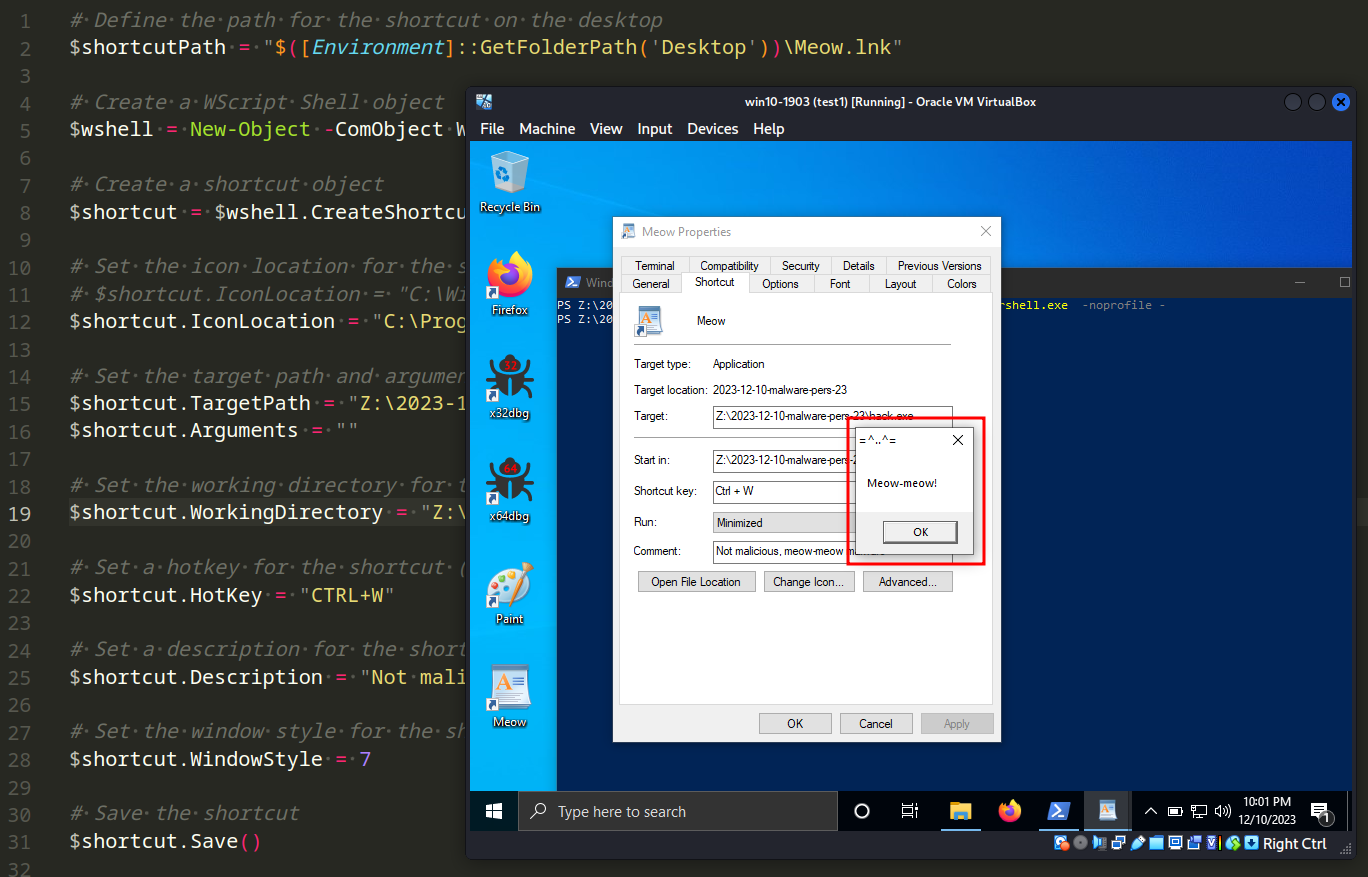 1 # Define the path for the shortcut on the desktop
2 $shortcutPath = "$([Environment]::GetFolderPath('Desktop'))\Meow.lnk"
3
4 # Create a WScript Shell object
5 $wshell = New-Object -ComObject W
6
7 # Create a shortcut object
8 $shortcut = $wshell.CreateShortcu
9
10 # Set the icon location for the s
11 # $shortcut.IconLocation = "C:\Wi
12 $shortcut.IconLocation = "C:\Prog
13
14 # Set the target path and argumen
15 $shortcut.TargetPath = "Z:\2023-1
16 $shortcut.Arguments = ""
17
18 # Set the working directory for t
19 $shortcut.WorkingDirectory = "Z:\
20
21 # Set a hotkey for the shortcut (
22 $shortcut.HotKey = "CTRL+W"
23
24 # Set a description for the short
25 $shortcut.Description = "Not mali
26
27 # Set the window style for the sh
28 $shortcut.WindowStyle = 7
29
30 # Save the shortcut
31 $shortcut.Save()
32
win10-1903 (test1) [Running] - Oracle VM VirtualBox
File Machine View Input Devices Help
Recycle Bin
Firefox
32
x32dbg
64
x64dbg
Paint
Meow
Wind
PS Z:\20
rshell.exe -noprofile -
PS Z:\20
Meow Properties
Terminal Compatibility Security Details Previous Versions
General Shortcut Options Font Layout Colors
Meow
Target type: Application
Target location: 2023-12-10-malware-pers-23
Target: Z:\2023-12-10-malware-pers-23\hack.exe
Start in: Z:\2023-12-10-malware-pers-2
Shortcut key: Ctrl + W
Run: Minimized
Comment: Not malicious, meow-meow malware
Open File Location Change Icon... Advanced...
OK Cancel Apply
=^..^=
Meow-meow!
OK
Type here to search
10:01 PM
12/10/2023
1
Right Ctrl